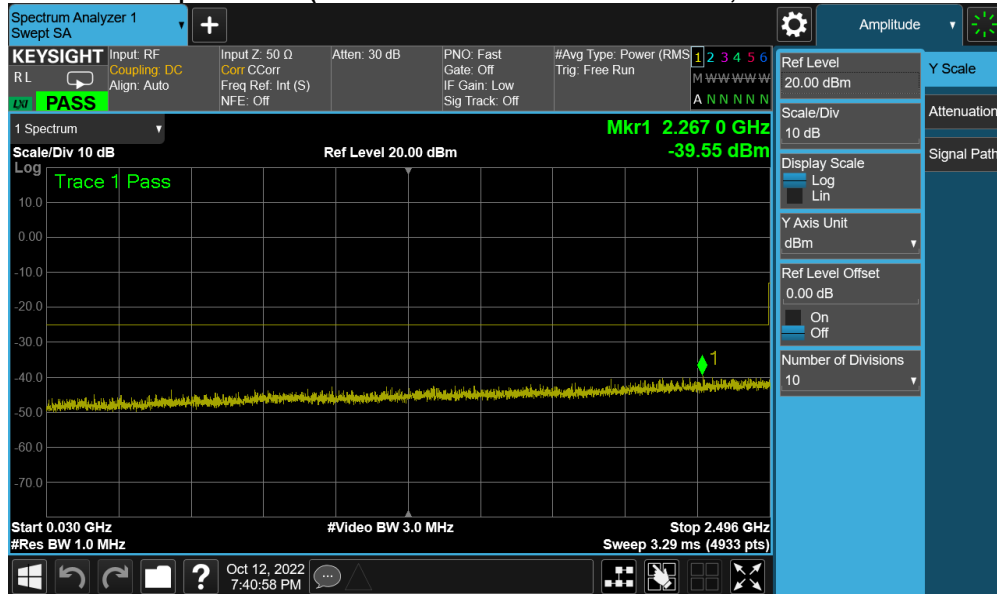 Spectrum Analyzer 1
Swept SA
Amplitude
KEYSIGHT
RL
LXI PASS
Input: RF
Coupling: DC
Align: Auto
Input Z: 50 Ω
Corr CCorr
Freq Ref: Int (S)
NFE: Off
Atten: 30 dB
PNO: Fast
Gate: Off
IF Gain: Low
Sig Track: Off
#Avg Type: Power (RMS
Trig: Free Run
1 2 3 4 5 6
M W W W W W
A N N N N N
1 Spectrum
Scale/Div 10 dB
Ref Level 20.00 dBm
Mkr1 2.267 0 GHz
-39.55 dBm
Log
Trace 1 Pass
10.0
0.00
-10.0
-20.0
-30.0
-40.0
-50.0
-60.0
-70.0
1
Start 0.030 GHz
#Video BW 3.0 MHz
Stop 2.496 GHz
#Res BW 1.0 MHz
Sweep 3.29 ms (4933 pts)
Ref Level
20.00 dBm
Scale/Div
10 dB
Display Scale
Log
Lin
Y Axis Unit
dBm
Ref Level Offset
0.00 dB
On
Off
Number of Divisions
10
Y Scale
Attenuation
Signal Path
?
Oct 12, 2022
7:40:58 PM